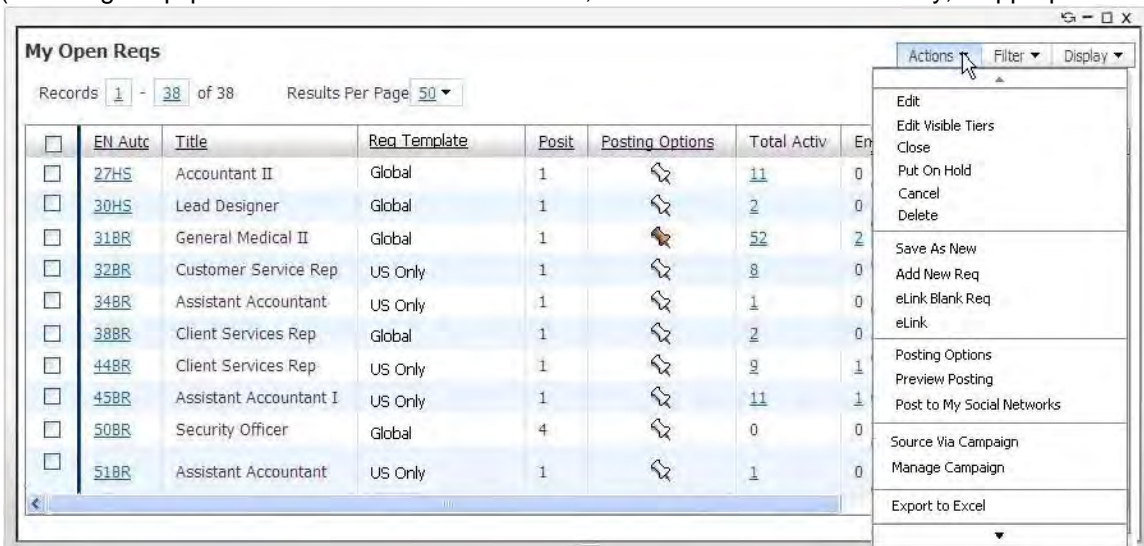 My Open Reqs
Actions Filter Display
Records 1 - 38 of 38 Results Per Page 50
EN Autc Title Req Template Posit Posting Options Total Activ En
27HS Accountant II Global 1 11 0
30HS Lead Designer Global 1 2 0
31BR General Medical II Global 1 52 2
32BR Customer Service Rep US Only 1 8 0
34BR Assistant Accountant US Only 1 1 0
38BR Client Services Rep Global 1 2 0
44BR Client Services Rep US Only 1 9 1
45BR Assistant Accountant I US Only 1 11 1
50BR Security Officer Global 4 0 0
51BR Assistant Accountant US Only 1 1 0
Edit
Edit Visible Tiers
Close
Put On Hold
Cancel
Delete
Save As New
Add New Req
eLink Blank Req
eLink
Posting Options
Preview Posting
Post to My Social Networks
Source Via Campaign
Manage Campaign
Export to Excel